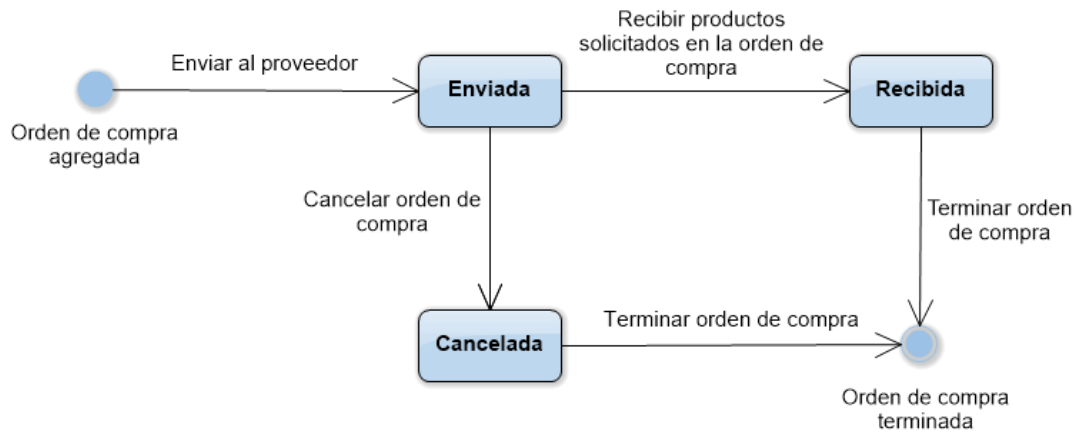 Recibir productos
solicitados en la orden de
compra
Enviar al proveedor
Enviada
Recibida
Orden de compra
agregada
Cancelar orden de
compra
Terminar orden
de compra
Cancelada
Terminar orden de compra
Orden de compra
terminada